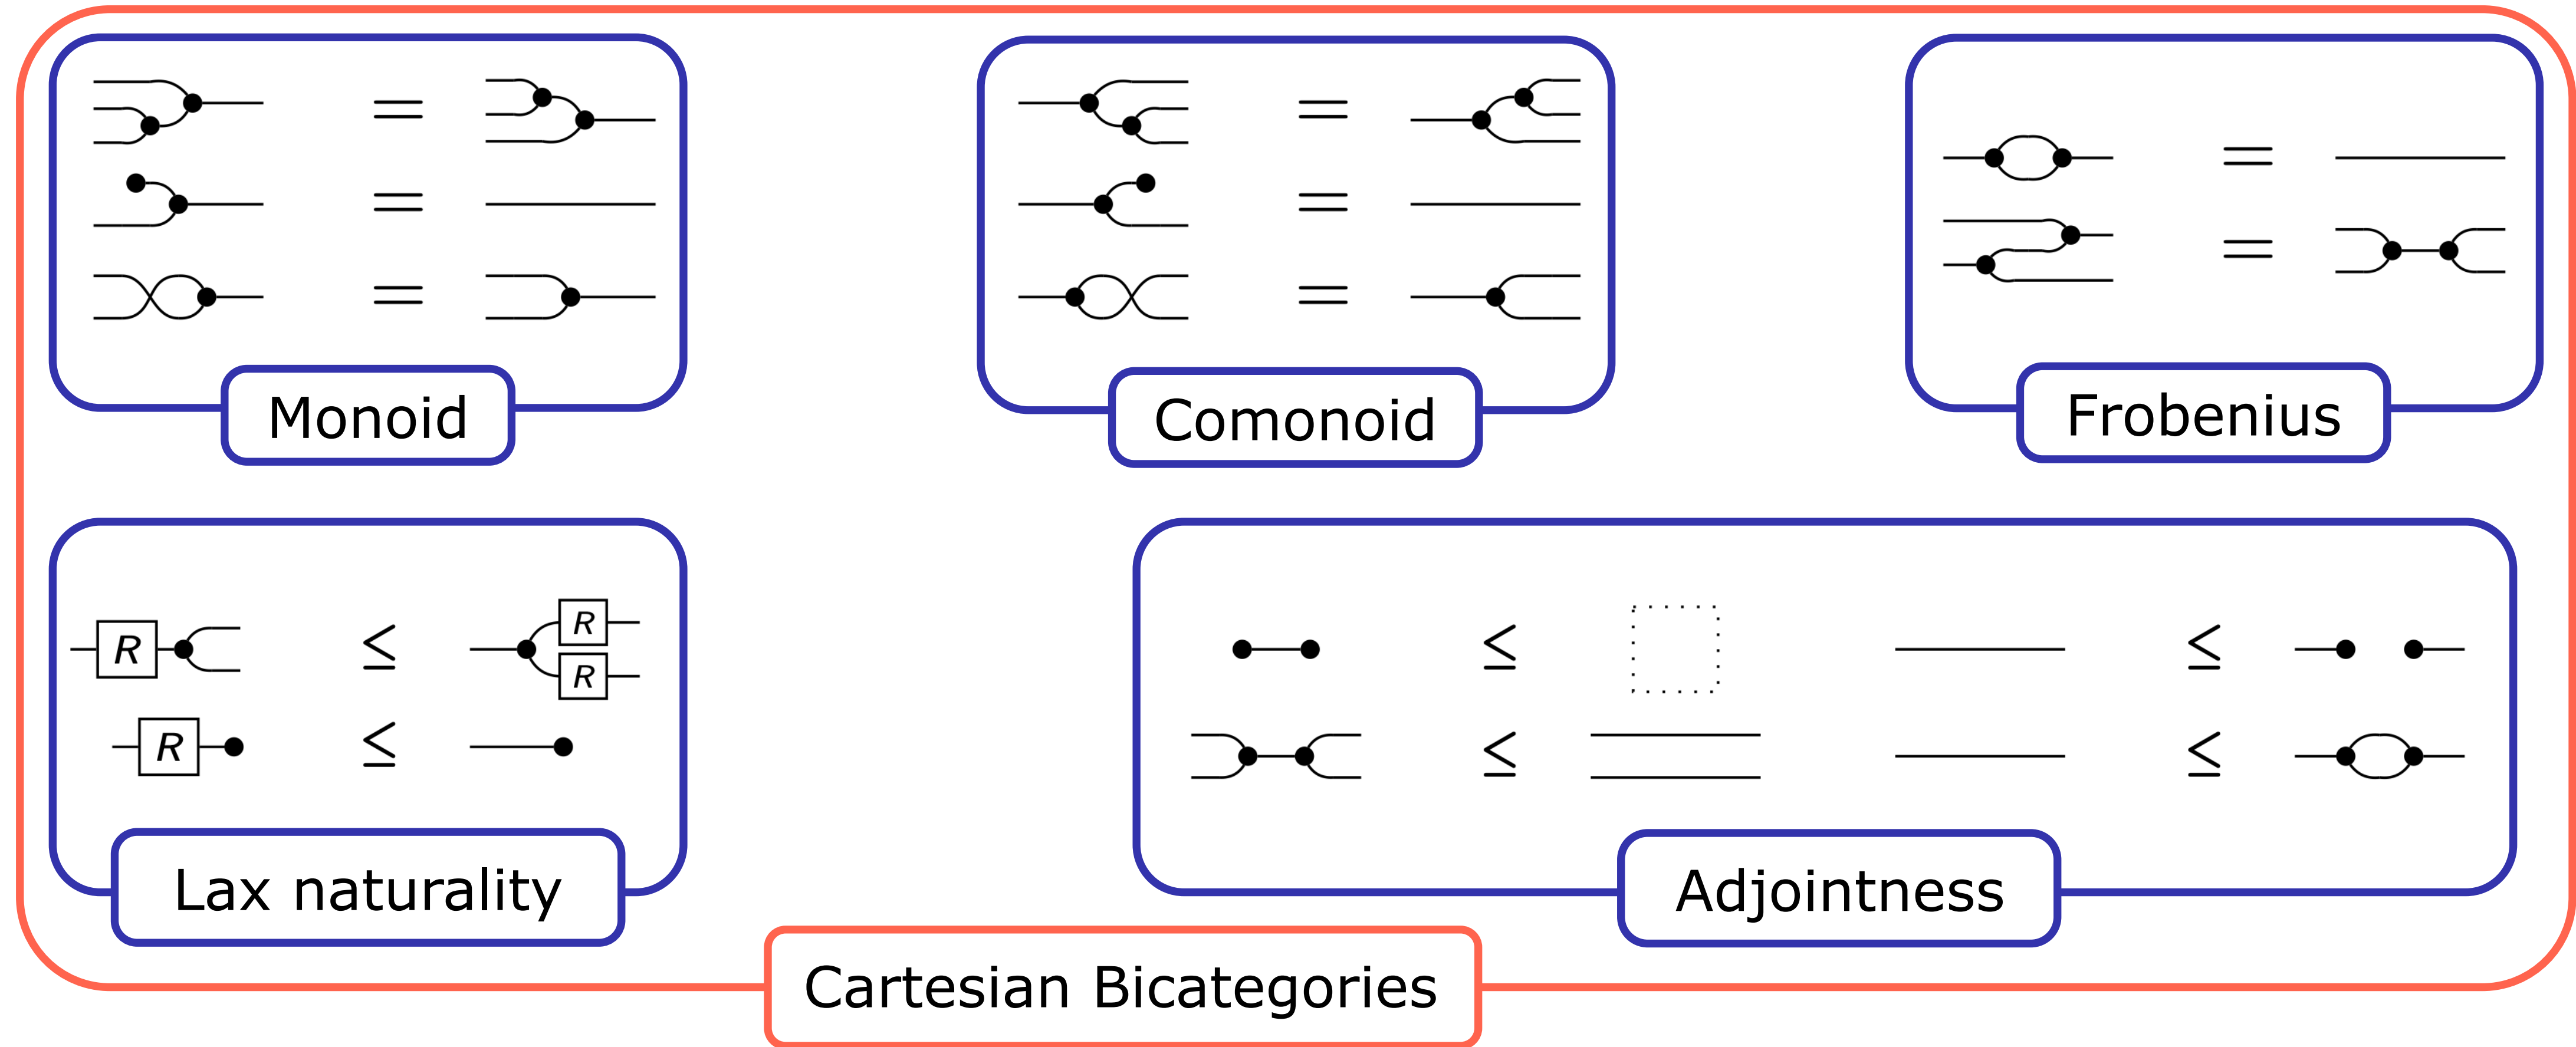 =
=
=
Monoid
=
=
=
Comonoid
=
=
Frobenius
R ≤ R
R
R ≤
Lax naturality
≤ ≤
≤ ≤
Adjointness
Cartesian Bicategories